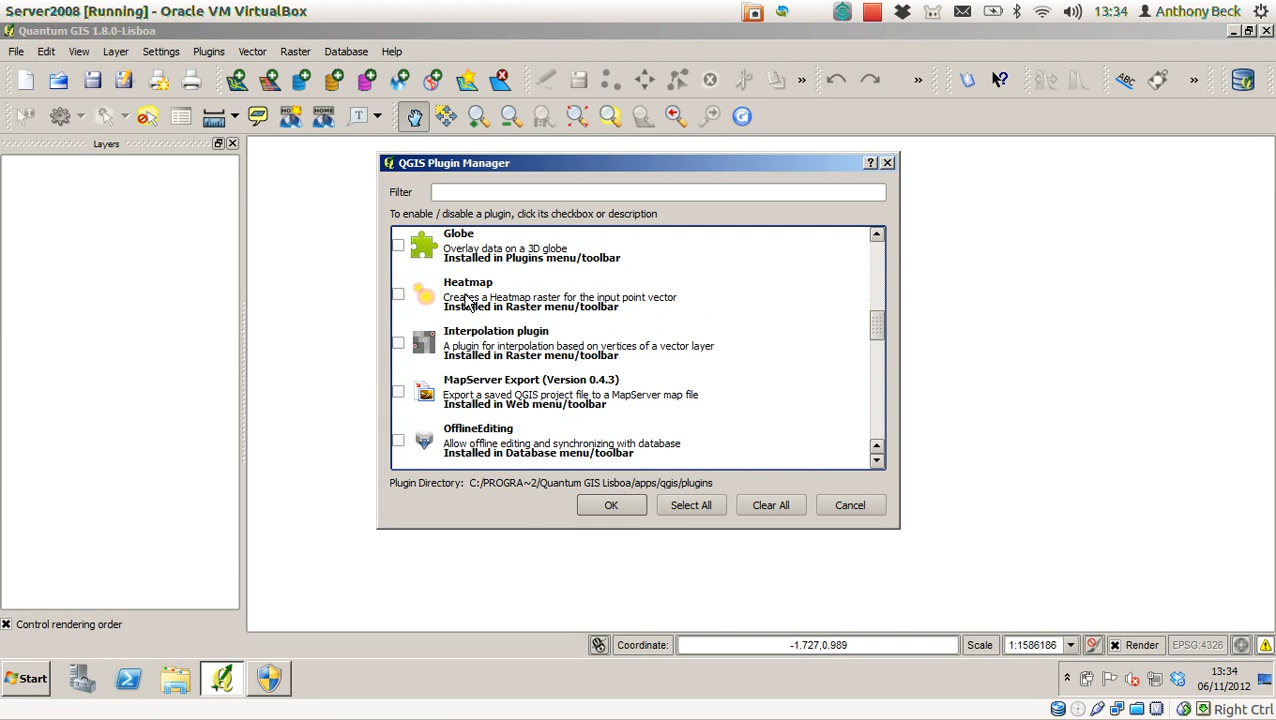 Server2008 [Running] - Oracle VM VirtualBox
13:34
Anthony Beck
Quantum GIS 1.8.0-Lisboa
File Edit View Layer Settings Plugins Vector Raster Database Help
Layers
QGIS Plugin Manager
Filter
To enable / disable a plugin, click its checkbox or description
Globe
Overlay data on a 3D globe
Installed in Plugins menu/toolbar
Heatmap
Creates a Heatmap raster for the input point vector
Installed in Raster menu/toolbar
Interpolation plugin
A plugin for interpolation based on vertices of a vector layer
Installed in Raster menu/toolbar
MapServer Export (Version 0.4.3)
Export a saved QGIS project file to a MapServer map file
Installed in Web menu/toolbar
OfflineEditing
Allow offline editing and synchronizing with database
Installed in Database menu/toolbar
Plugin Directory: C:/PROGRA~2/Quantum GIS Lisboa/apps/qgis/plugins
OK Select All Clear All Cancel
Control rendering order
Coordinate: -1.727,0.989 Scale 1:1586186 Render EPSG:4326
Start
13:34
06/11/2012
Right Ctrl